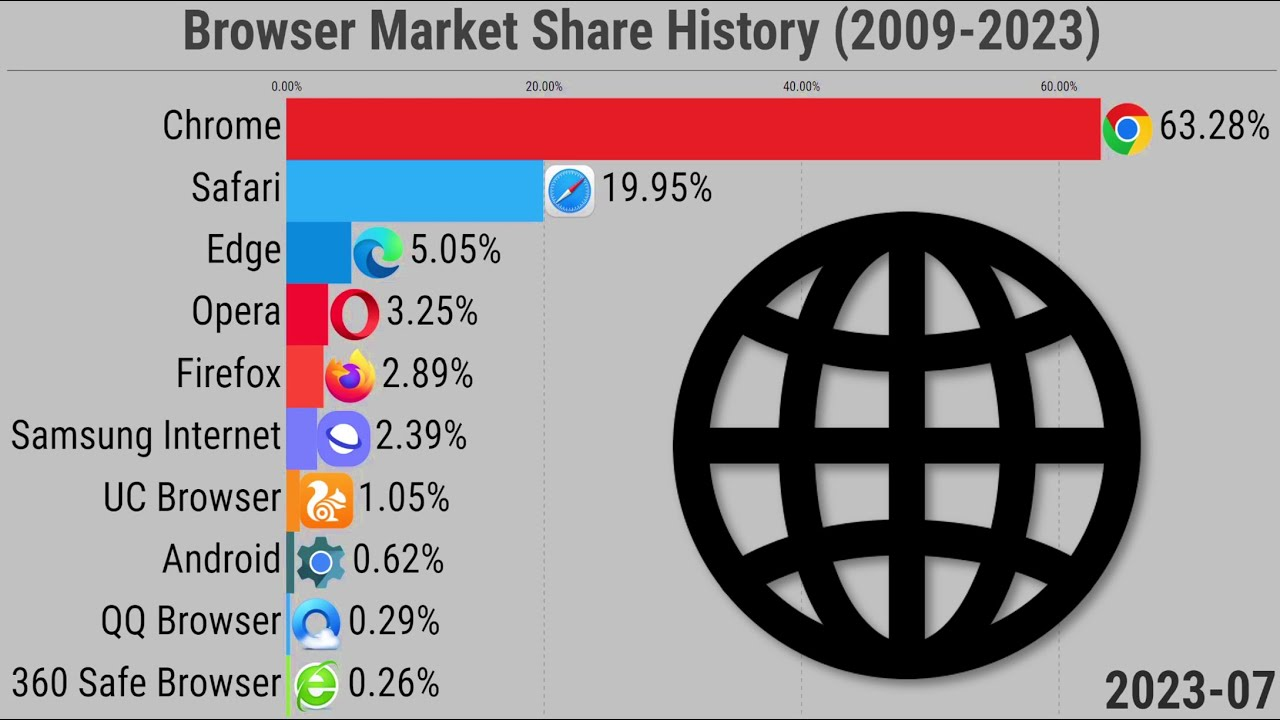 Browser Market Share History (2009-2023)
0.00% 20.00% 40.00% 60.00%
Chrome 63.28%
Safari 19.95%
Edge 5.05%
Opera 3.25%
Firefox 2.89%
Samsung Internet 2.39%
UC Browser 1.05%
Android 0.62%
QQ Browser 0.29%
360 Safe Browser 0.26%
2023-07